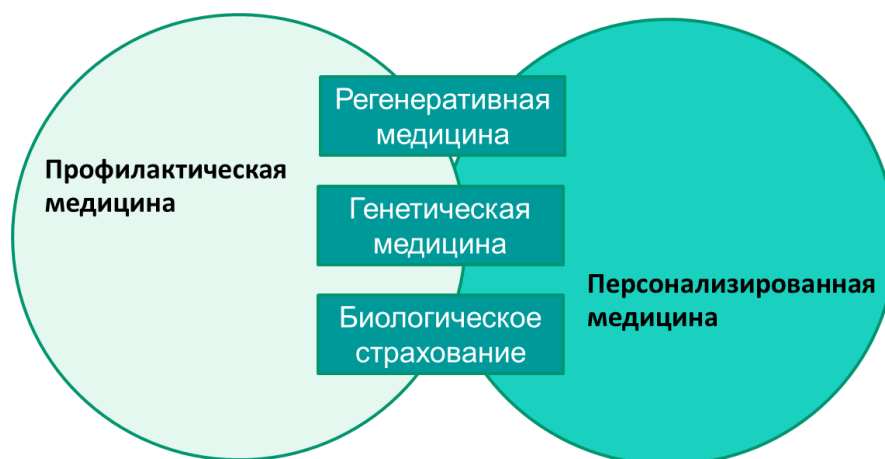 Регенеративная
медицина
Профилактическая
медицина
Генетическая
медицина
Персонализированная
медицина
Биологическое
страхование